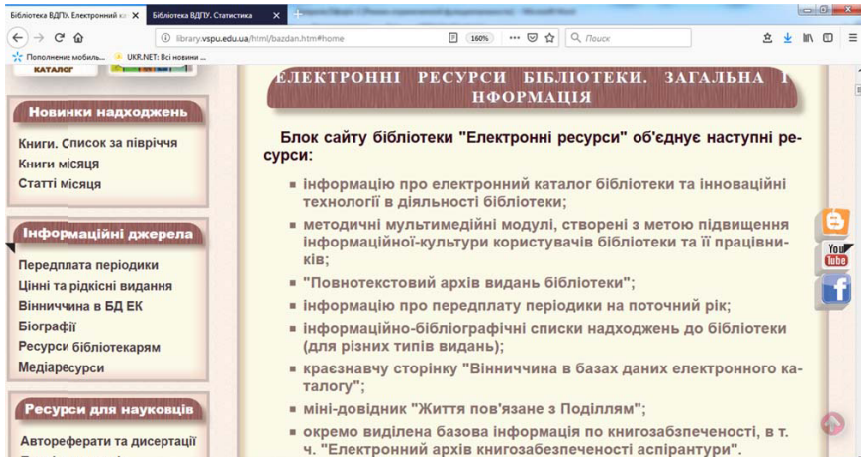 Бібліотека ВДПУ. Електронний ка
Бібліотека ВДПУ. Статистика
library.vspu.edu.ua/html/bazdan.htm#home
160%
Поиск
Пополнение мобиль...
UKR.NET: Всі новини ...
КАТАЛОГ
Новинки надходжень
Книги. Список за півріччя
Книги місяця
Статті місяця
Інформаційні джерела
Передплата періодики
Цінні та рідкісні видання
Вінниччина в БД ЕК
Біографії
Ресурси бібліотекарям
Медіаресурси
Ресурси для науковців
Автореферати та дисертації
ЕЛЕКТРОННІ РЕСУРСИ БІБЛІОТЕКИ. ЗАГАЛЬНА І
НФОРМАЦІЯ
Блок сайту бібліотеки "Електронні ресурси" об'єднує наступні ре-
сурси:
інформацію про електронний каталог бібліотеки та інноваційні
технології в діяльності бібліотеки;
методичні мультимедійні модулі, створені з метою підвищення
інформаційної-культури користувачів бібліотеки та її працівни-
ків;
"Повнотекстовий архів видань бібліотеки";
інформацію про передплату періодики на поточний рік;
інформаційно-бібліографічні списки надходжень до бібліотеки
(для різних типів видань);
краєзнавчу сторінку "Вінниччина в базах даних електронного ка-
талогу";
міні-довідник "Життя пов'язане з Поділлям";
окремо виділена базова інформація по книгозабзпеченості, в т.
ч. "Електронний архів книгозабезпеченості аспірантури".
You
Tube